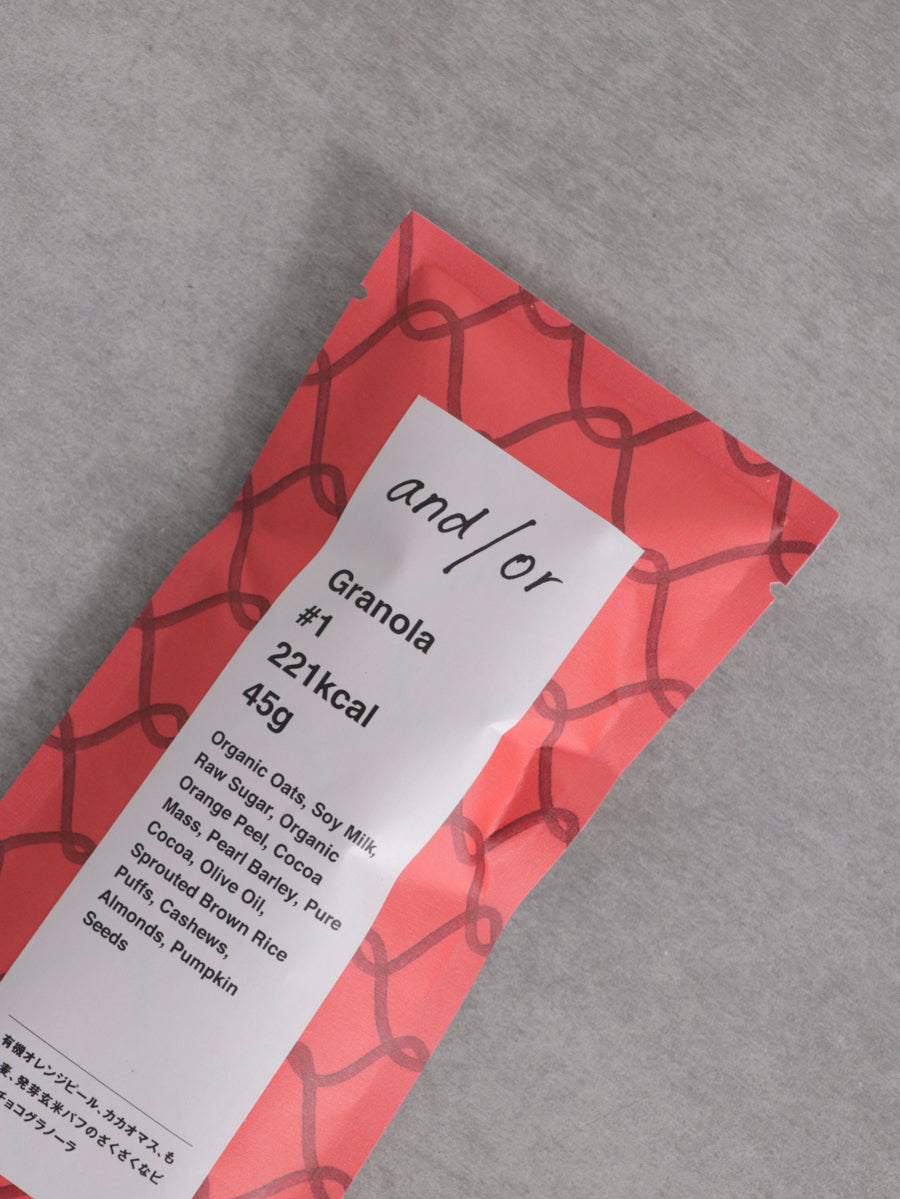 and/or
Granola
#1
221kcal
45g
Organic Oats, Soy Milk,
Raw Sugar, Organic
Orange Peel, Cocoa
Mass, Pearl Barley, Pure
Cocoa, Olive Oil,
Sprouted Brown Rice
Puffs, Cashews,
Almonds, Pumpkin
Seeds
有機オレンジピール、カカオマス、も
麦、発芽玄米パフのざくざくなビ
チョコグラノーラ